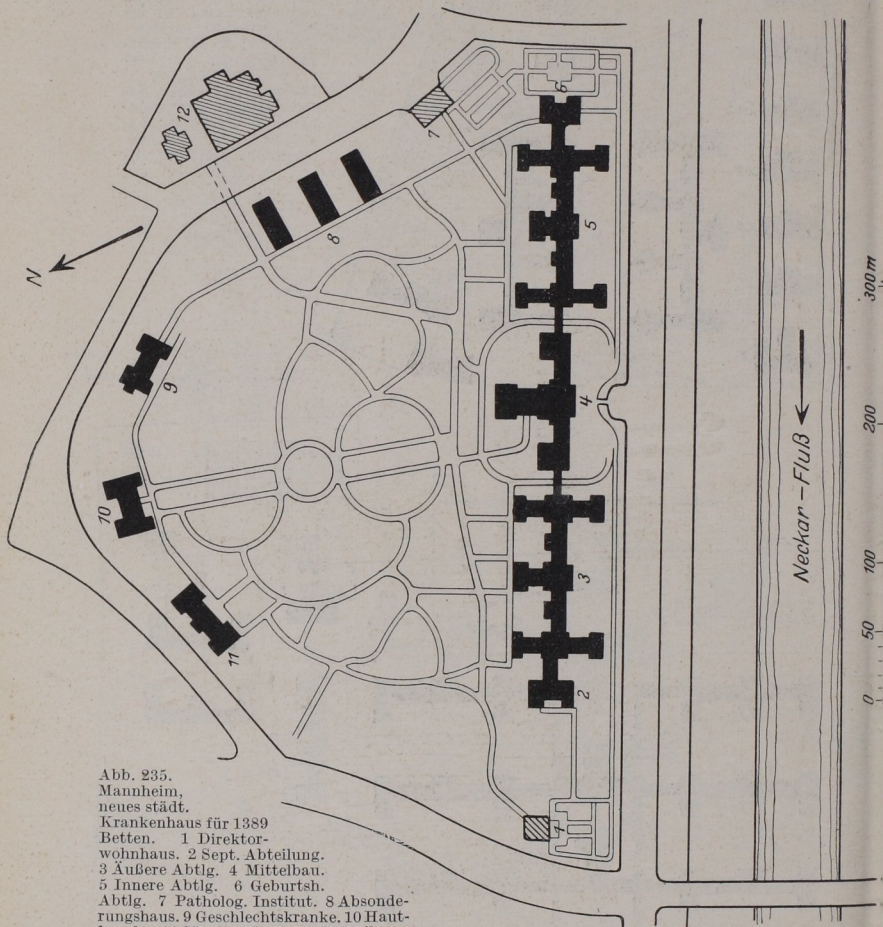 N
12
7
6
8
5
9
4
10
3
11
2
1
Neckar-Fluß
0 50 100 200 300 m
Abb. 235.
Mannheim,
neues städt.
Krankenhaus für 1389
Betten. 1 Direktor-
wohnhaus. 2 Sept. Abteilung.
3 Äußere Abtlg. 4 Mittelbau.
5 Innere Abtlg. 6 Geburtsh.
Abtlg. 7 Patholog. Institut. 8 Absonde-
rungshaus. 9 Geschlechtskranke. 10 Haut-